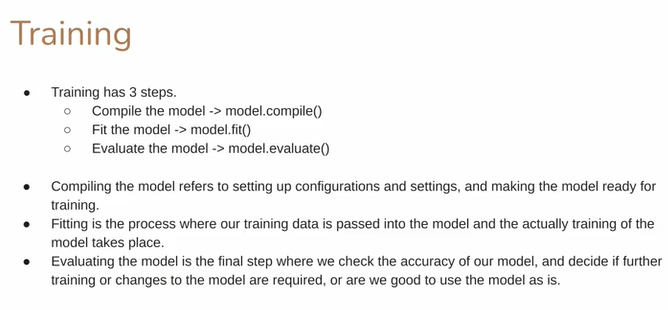 Training
● Training has 3 steps.
○ Compile the model -> model.compile()
○ Fit the model -> model.fit()
○ Evaluate the model -> model.evaluate()
● Compiling the model refers to setting up configurations and settings, and making the model ready for
training.
● Fitting is the process where our training data is passed into the model and the actually training of the
model takes place.
● Evaluating the model is the final step where we check the accuracy of our model, and decide if further
training or changes to the model are required, or are we good to use the model as is.